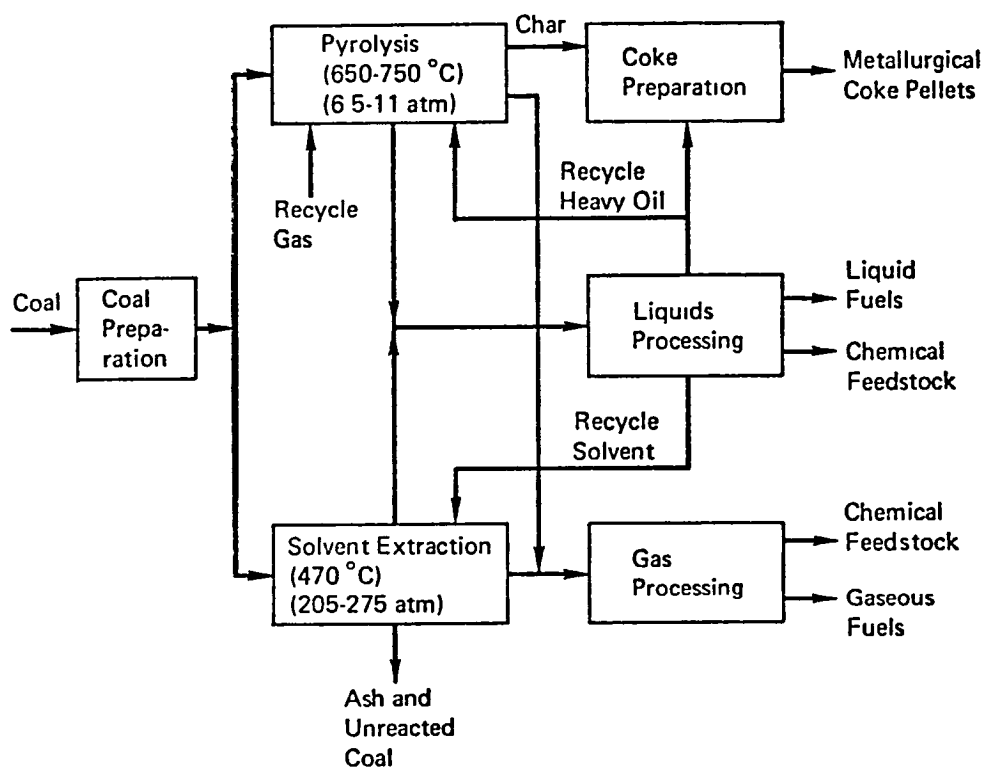 Pyrolysis
(650-750 °C)
(6 5-11 atm)
Char
Coke
Preparation
Metallurgical
Coke Pellets
Recycle
Gas
Recycle
Heavy Oil
Coal
Coal
Prepa-
ration
Liquids
Processing
Liquid
Fuels
Chemical
Feedstock
Recycle
Solvent
Solvent Extraction
(470 °C)
(205-275 atm)
Gas
Processing
Chemical
Feedstock
Gaseous
Fuels
Ash and
Unreacted
Coal